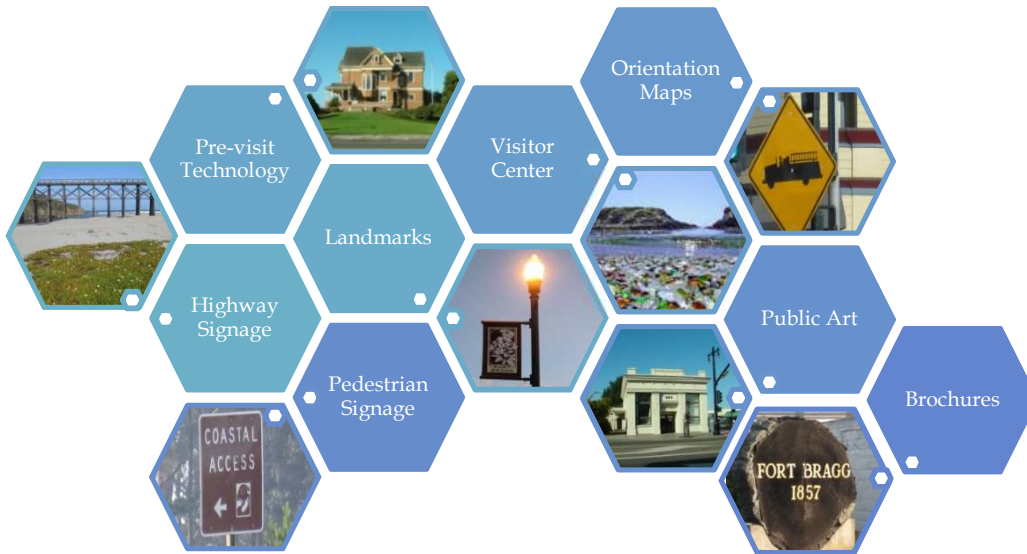 Orientation
Maps
Pre-visit
Technology
Visitor
Center
Landmarks
Highway
Signage
Public Art
Pedestrian
Signage
Brochures
COASTAL
ACCESS
FORT BRAGG
1857